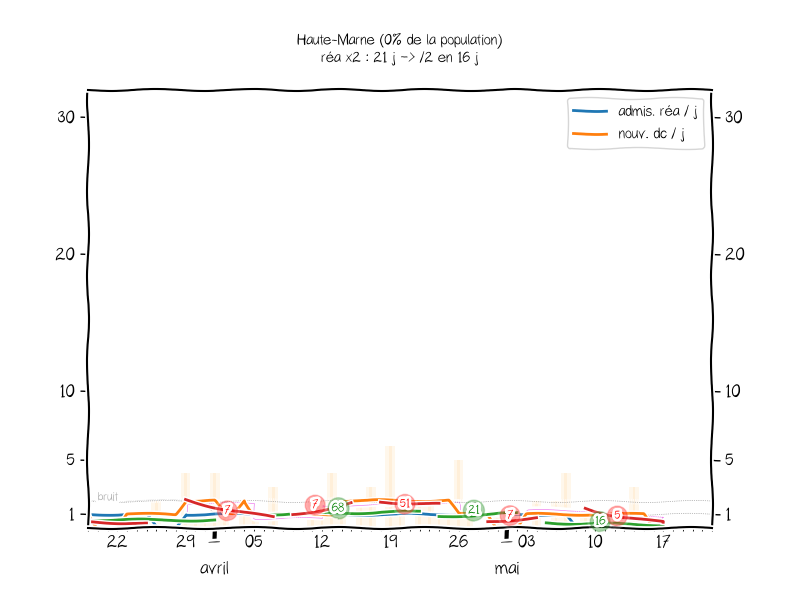 Haute-Marne (0% de la population)
réa x2 : 21 j -> /2 en 16 j
admis. réa / j
nouv. dc / j
30 30
20 20
10 10
5 5
bruit
1 1
7 7 68 51 21 7 16 5
22 29 05 12 19 26 03 10 17
avril mai